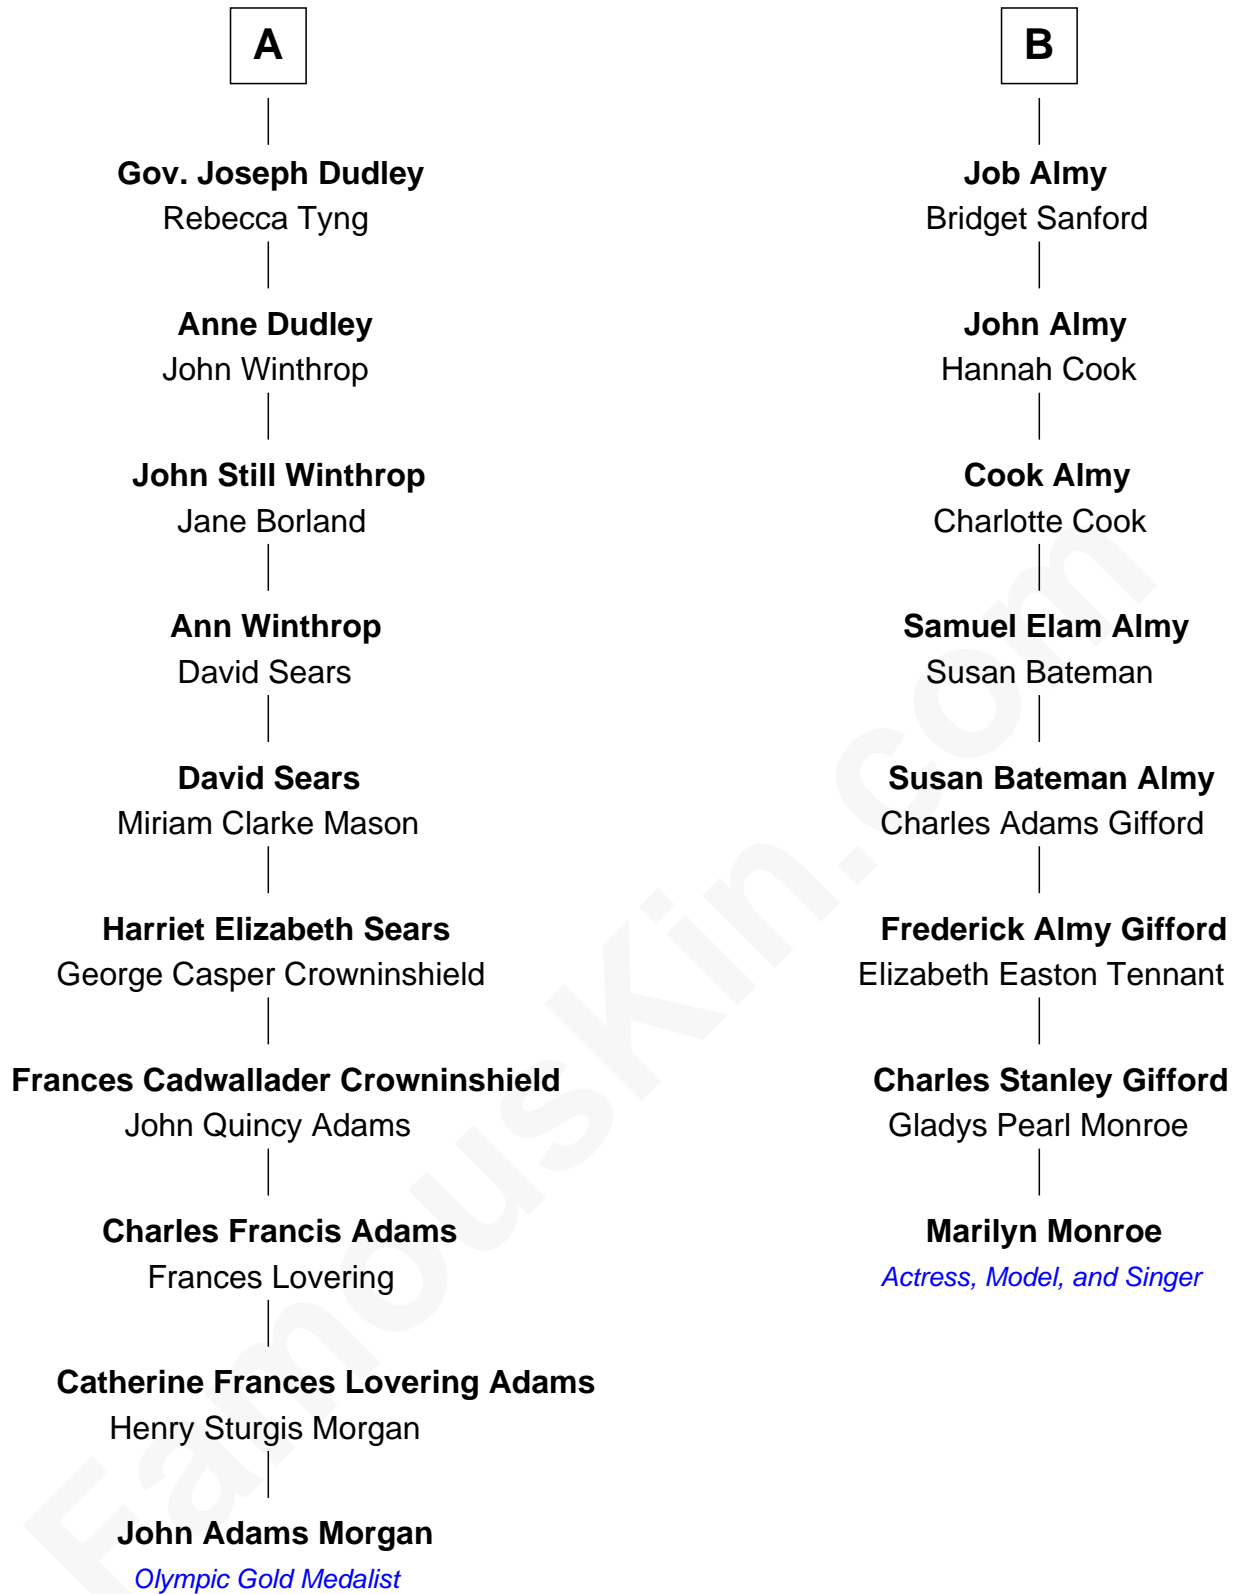 A
Gov. Joseph Dudley
Rebecca Tyng
Anne Dudley
John Winthrop
John Still Winthrop
Jane Borland
Ann Winthrop
David Sears
David Sears
Miriam Clarke Mason
Harriet Elizabeth Sears
George Casper Crowninshield
Frances Cadwallader Crowninshield
John Quincy Adams
Charles Francis Adams
Frances Lovering
Catherine Frances Lovering Adams
Henry Sturgis Morgan
John Adams Morgan
Olympic Gold Medalist
B
Job Almy
Bridget Sanford
John Almy
Hannah Cook
Cook Almy
Charlotte Cook
Samuel Elam Almy
Susan Bateman
Susan Bateman Almy
Charles Adams Gifford
Frederick Almy Gifford
Elizabeth Easton Tennant
Charles Stanley Gifford
Gladys Pearl Monroe
Marilyn Monroe
Actress, Model, and Singer
FamousKin.com